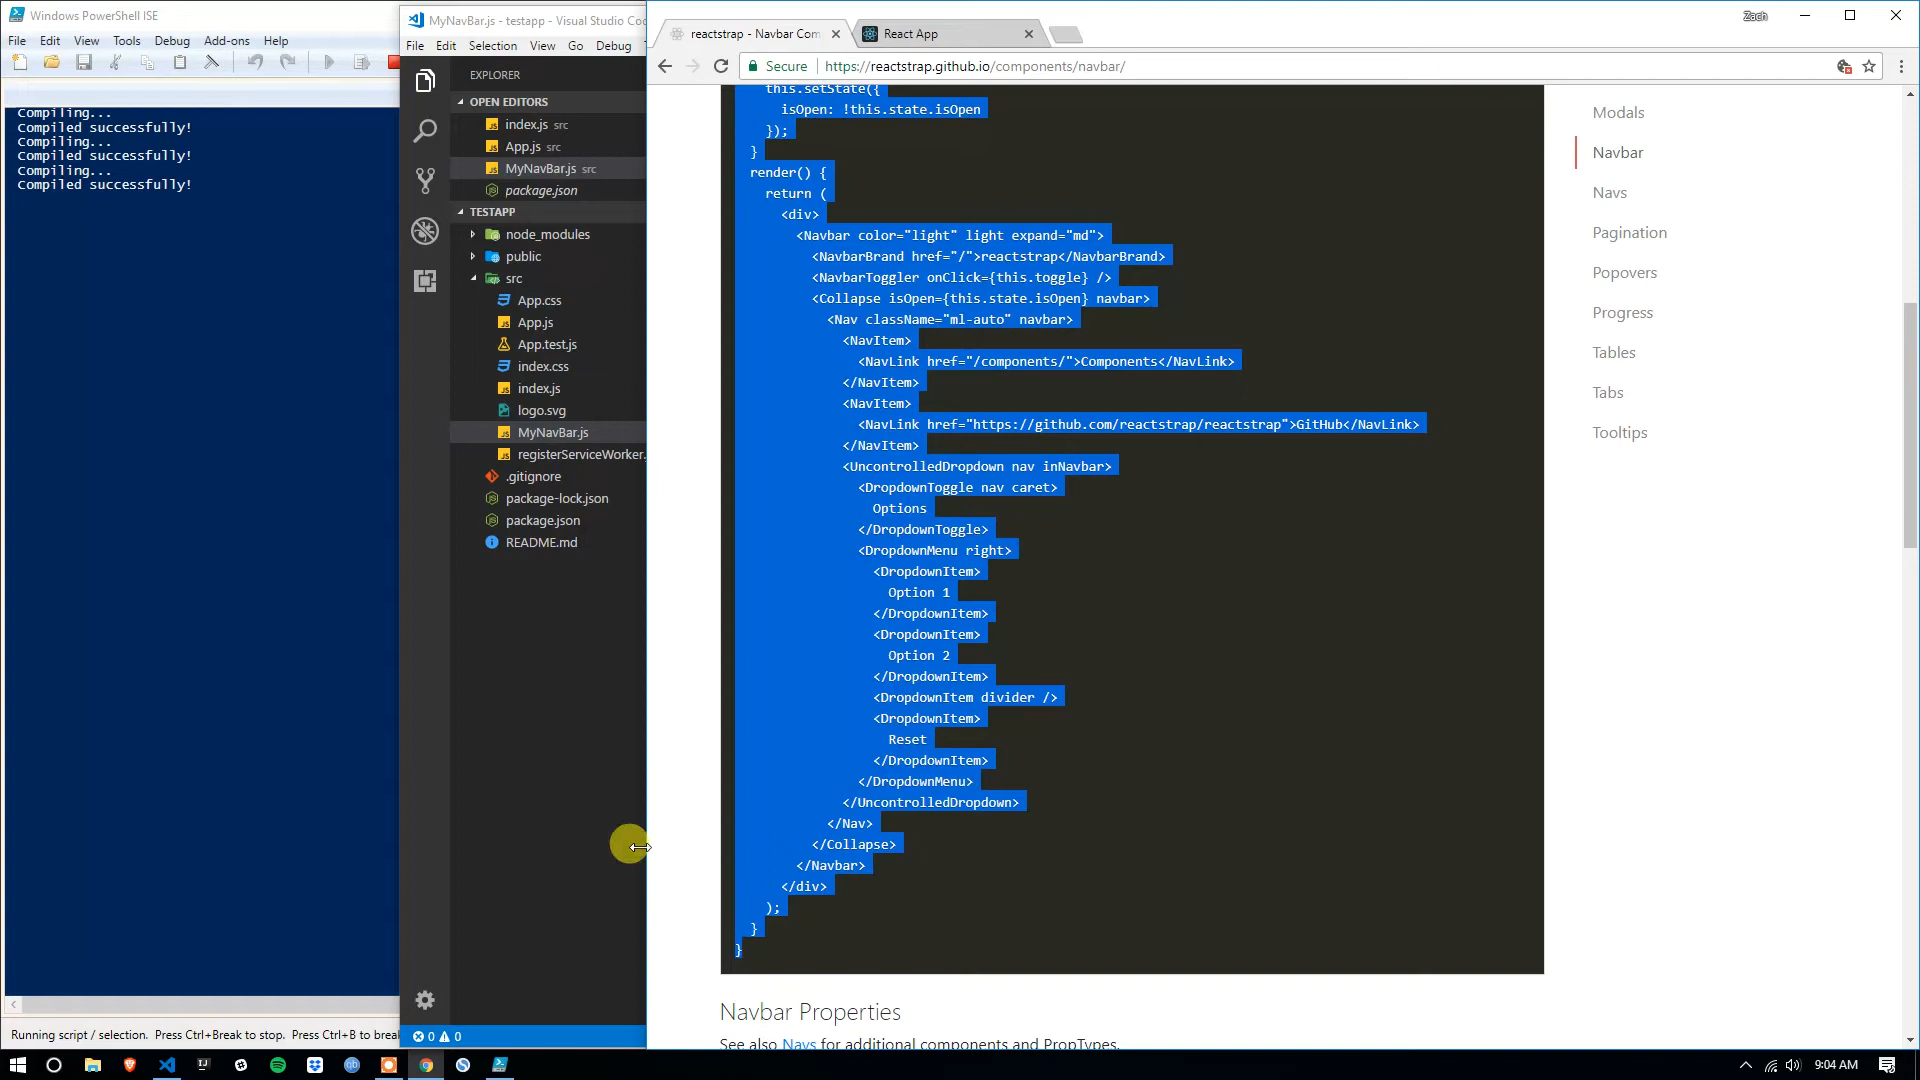 Windows PowerShell ISE
File Edit View Tools Debug Add-ons Help
Compiling...
Compiled successfully!
Compiling...
Compiled successfully!
Compiling...
Compiled successfully!
Running script / selection. Press Ctrl+Break to stop. Press Ctrl+B to brea
MyNavBar.js - testapp - Visual Studio Co
File Edit Selection View Go Debug
EXPLORER
OPEN EDITORS
index.js src
App.js src
MyNavBar.js src
package.json
TESTAPP
node_modules
public
src
App.css
App.js
App.test.js
index.css
index.js
logo.svg
MyNavBar.js
registerServiceWorker.
.gitignore
package-lock.json
package.json
README.md
0 0
reactstrap - Navbar Com
React App
Zach
Secure https://reactstrap.github.io/components/navbar/
this.setState({
isOpen: !this.state.isOpen
});
}
render() {
return (
<div>
<Navbar color="light" light expand="md">
<NavbarBrand href="/">reactstrap</NavbarBrand>
<NavbarToggler onClick={this.toggle} />
<Collapse isOpen={this.state.isOpen} navbar>
<Nav className="ml-auto" navbar>
<NavItem>
<NavLink href="/components/">Components</NavLink>
</NavItem>
<NavItem>
<NavLink href="https://github.com/reactstrap/reactstrap">GitHub</NavLink>
</NavItem>
<UncontrolledDropdown nav inNavbar>
<DropdownToggle nav caret>
Options
</DropdownToggle>
<DropdownMenu right>
<DropdownItem>
Option 1
</DropdownItem>
<DropdownItem>
Option 2
</DropdownItem>
<DropdownItem divider />
<DropdownItem>
Reset
</DropdownItem>
</DropdownMenu>
</UncontrolledDropdown>
</Nav>
</Collapse>
</Navbar>
</div>
);
}
}
Navbar Properties
See also Navs for additional components and PropTypes.
Modals
Navbar
Navs
Pagination
Popovers
Progress
Tables
Tabs
Tooltips
9:04 AM